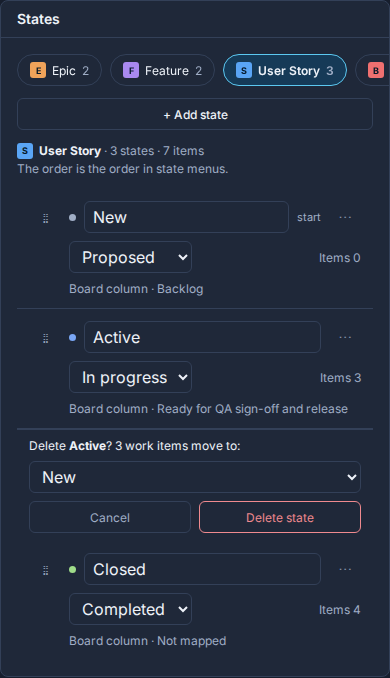 States
E Epic 2 F Feature 2 S User Story 3 B
+ Add state
S User Story · 3 states · 7 items
The order is the order in state menus.
New start ...
Proposed Items 0
Board column · Backlog
Active ...
In progress Items 3
Board column · Ready for QA sign-off and release
Delete Active? 3 work items move to:
New
Cancel Delete state
Closed ...
Completed Items 4
Board column · Not mapped